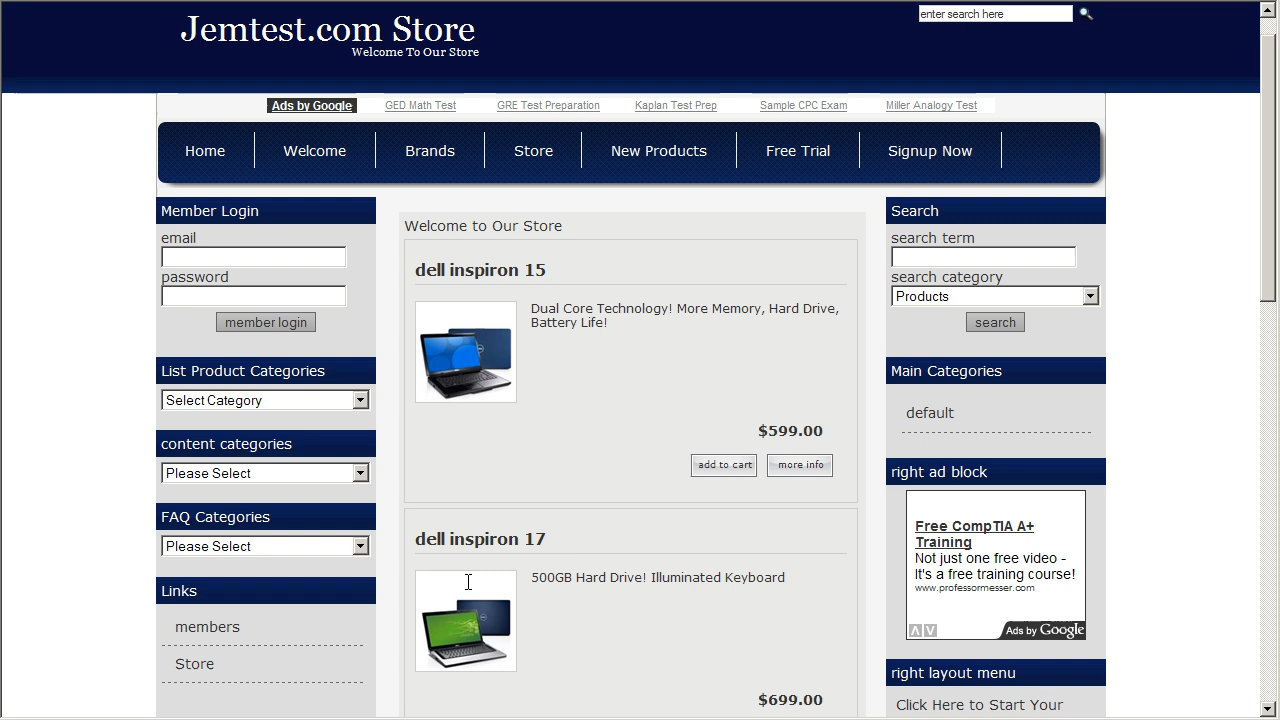 Jemtest.com Store
Welcome To Our Store
enter search here
Ads by Google GED Math Test GRE Test Preparation Kaplan Test Prep Sample CPC Exam Miller Analogy Test
Home Welcome Brands Store New Products Free Trial Signup Now
Member Login
email
password
member login
List Product Categories
Select Category
content categories
Please Select
FAQ Categories
Please Select
Links
members
Store
Welcome to Our Store
dell inspiron 15
Dual Core Technology! More Memory, Hard Drive,
Battery Life!
$599.00
add to cart more info
dell inspiron 17
500GB Hard Drive! Illuminated Keyboard
$699.00
Search
search term
search category
Products
search
Main Categories
default
right ad block
Free CompTIA A+
Training
Not just one free video -
It's a free training course!
www.professormesser.com
Ads by Google
right layout menu
Click Here to Start Your